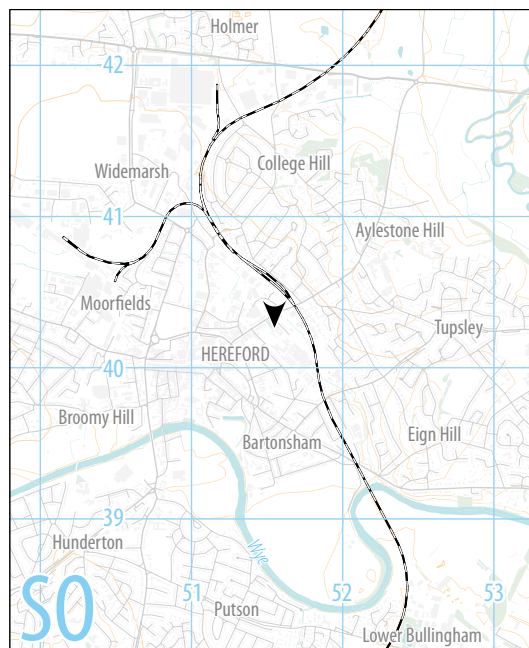 Holmer
42
College Hill
Widemarsh
41
Aylestone Hill
Moorfields
Tupsley
HEREFORD
40
Broomy Hill
Eign Hill
Bartonsham
39
Hunderton
Wye
51
52
53
SO
Putson
Lower Bullingham